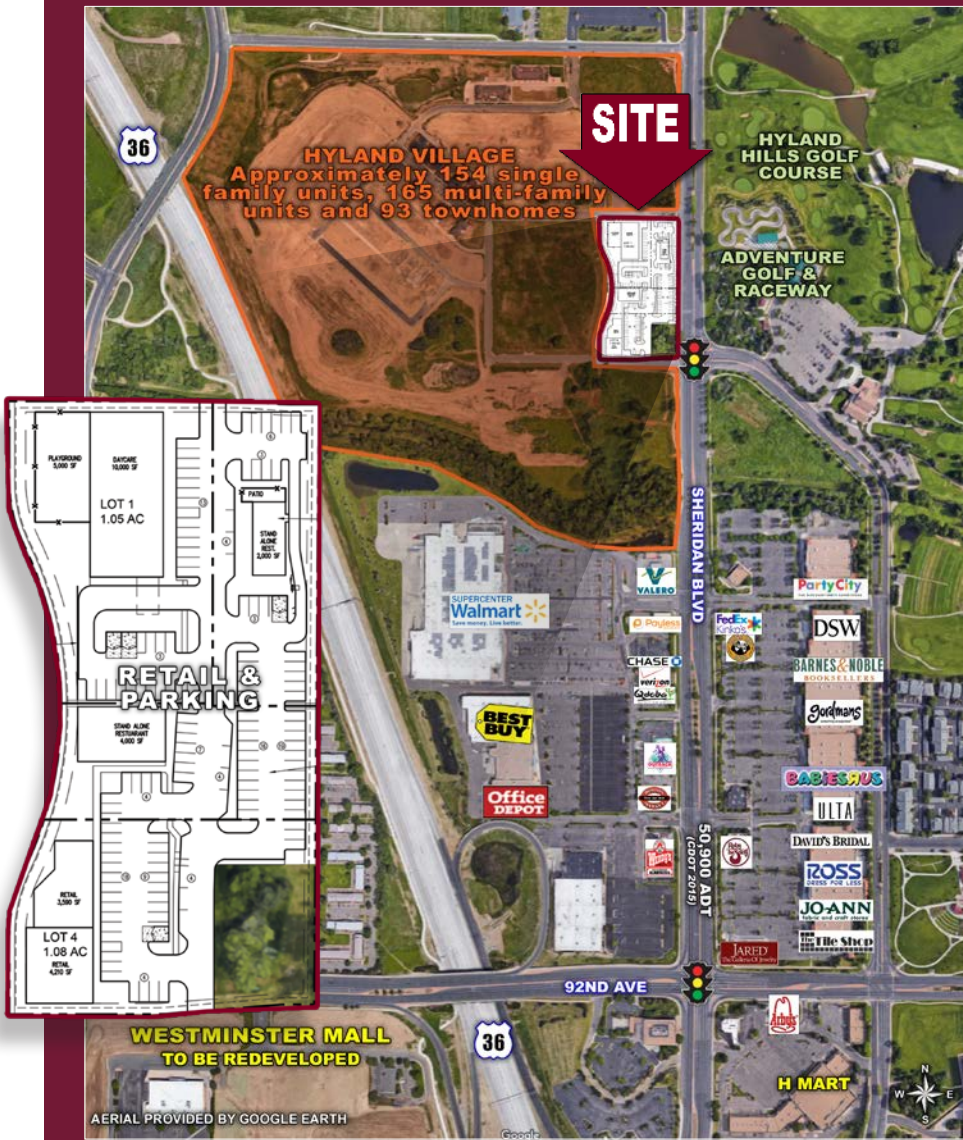 36
SITE
HYLAND VILLAGE
Approximately 154 single
family units, 165 multi-family
units and 93 townhomes
HYLAND
HILLS GOLF
COURSE
ADVENTURE
GOLF &
RACEWAY
PLAYGROUND
5,000 SF
DAYCARE
10,000 SF
LOT 1
1.05 AC
PATIO
STAND
ALONE
REST.
2,000 SF
RETAIL &
PARKING
STAND ALONE
RESTAURANT
4,000 SF
RETAIL
3,590 SF
LOT 4
1.08 AC
RETAIL
4,210 SF
SHERIDAN BLVD
VALERO
SUPERCENTER
Walmart
Save money. Live better.
Payless
FedEx
Kinko's
CHASE
verizon
Qdoba
BEST
BUY
Office
DEPOT
Wendy's
PartyCity
DSW
BARNES & NOBLE
BOOKSELLERS
gordmans
BABIESRUS
ULTA
DAVID'S BRIDAL
ROSS
DRESS FOR LESS
JO-ANN
fabric and craft stores
The Tile Shop
50,900 ADT
(CDOT 2015)
JARED
The Galleria Of Jewelry
92ND AVE
Arby's
WESTMINSTER MALL
TO BE REDEVELOPED
36
H MART
N
W E
S
AERIAL PROVIDED BY GOOGLE EARTH
Google